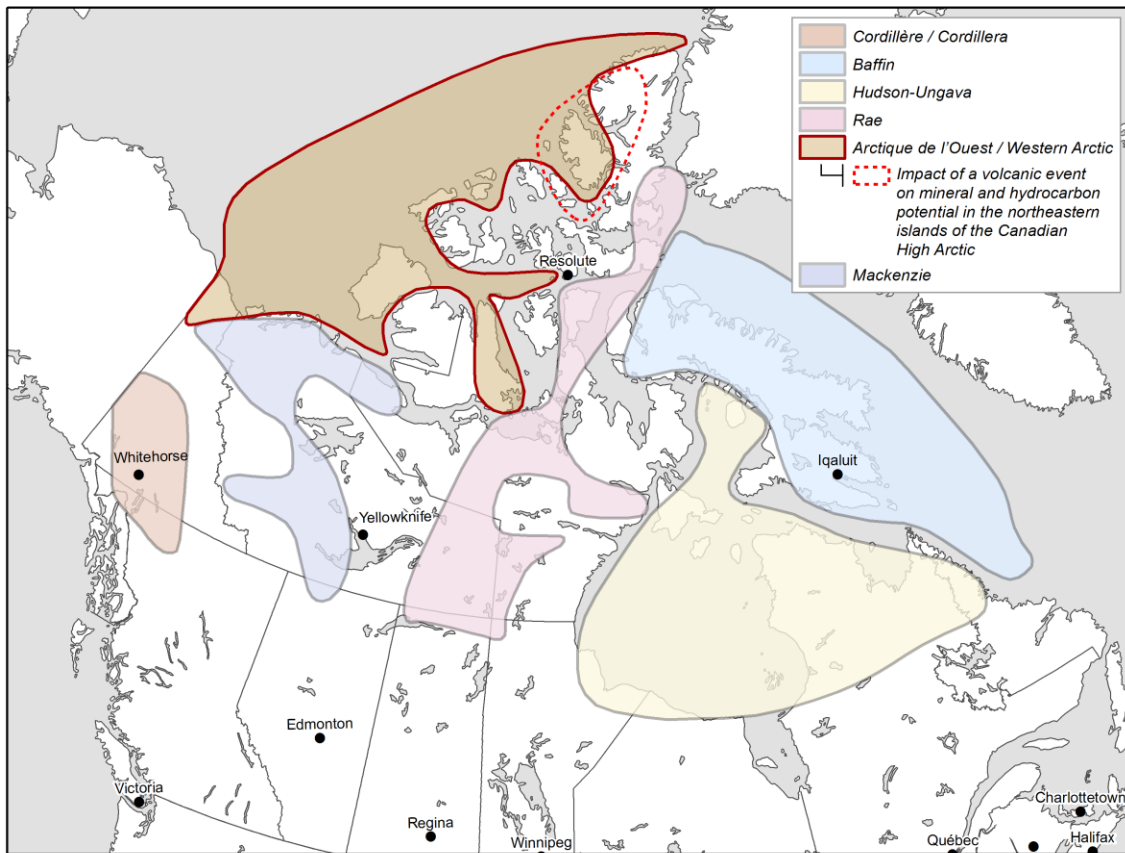 Cordillère / Cordillera
Baffin
Hudson-Ungava
Rae
Arctique de l'Ouest / Western Arctic
Impact of a volcanic event
on mineral and hydrocarbon
potential in the northeastern
islands of the Canadian
High Arctic
Mackenzie
Resolute
Whitehorse
Iqaluit
Yellowknife
Edmonton
Victoria
Charlottetown
Regina
Winnipeg
Québec
Halifax